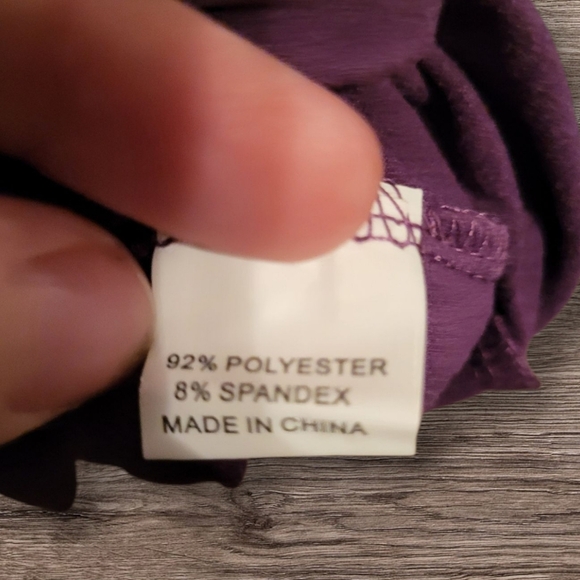 92% POLYESTER
8% SPANDEX
MADE IN CHINA